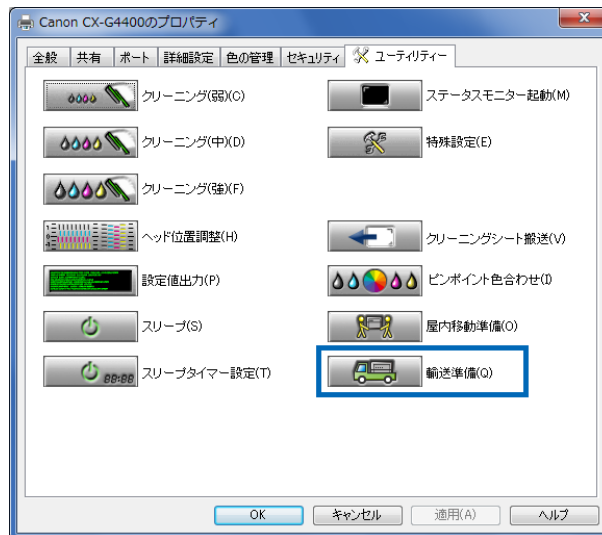 Canon CX-G4400のプロパティ
全般 共有 ポート 詳細設定 色の管理 セキュリティ ユーティリティー
クリーニング(弱)(C) ステータスモニター起動(M)
クリーニング(中)(D) 特殊設定(E)
クリーニング(強)(F)
ヘッド位置調整(H) クリーニングシート搬送(V)
設定値出力(P) ピンポイント色合わせ(I)
スリープ(S) 屋内移動準備(O)
88:88 スリープタイマー設定(T) 輸送準備(Q)
OK キャンセル 適用(A) ヘルプ